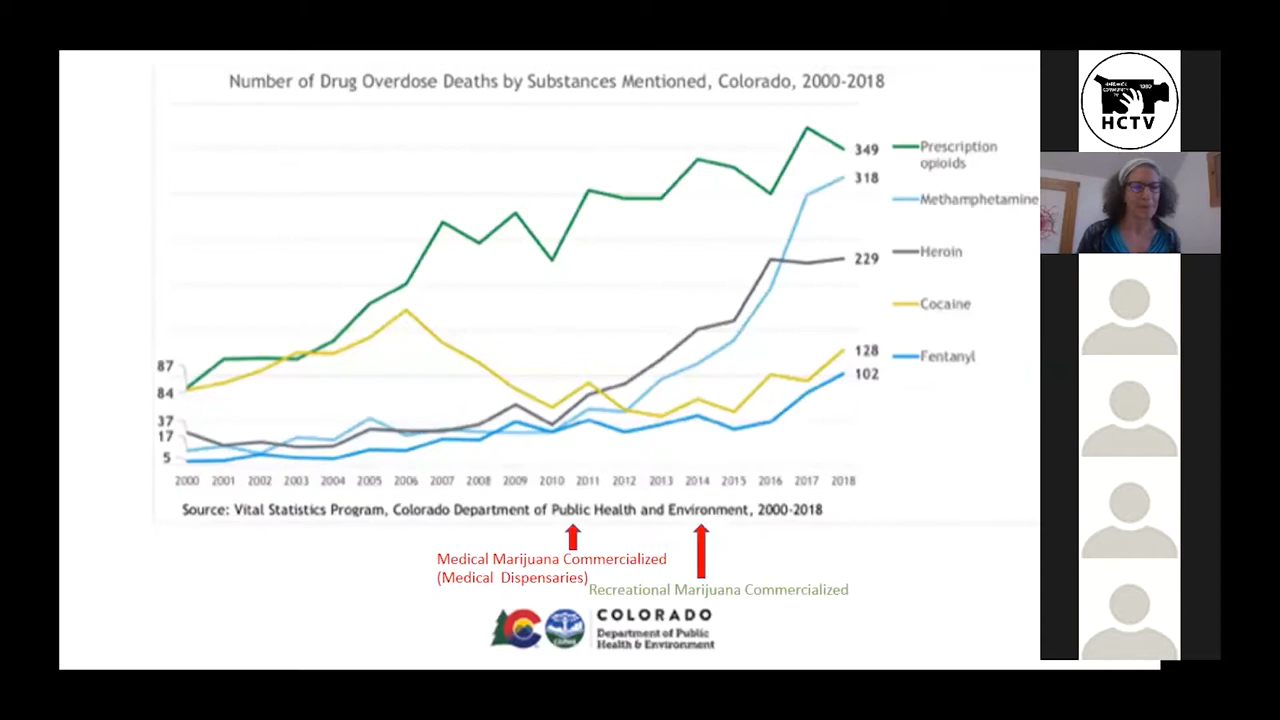 Number of Drug Overdose Deaths by Substances Mentioned, Colorado, 2000-2018
349
318
229
128
102
Prescription
opioids
Methamphetamine
Heroin
Cocaine
Fentanyl
87
84
37
17
5
2000 2001 2002 2003 2004 2005 2006 2007 2008 2009 2010 2011 2012 2013 2014 2015 2016 2017 2018
Source: Vital Statistics Program, Colorado Department of Public Health and Environment, 2000-2018
Medical Marijuana Commercialized
(Medical Dispensaries)
Recreational Marijuana Commercialized
COLORADO
Department of Public
Health & Environment
HCTV